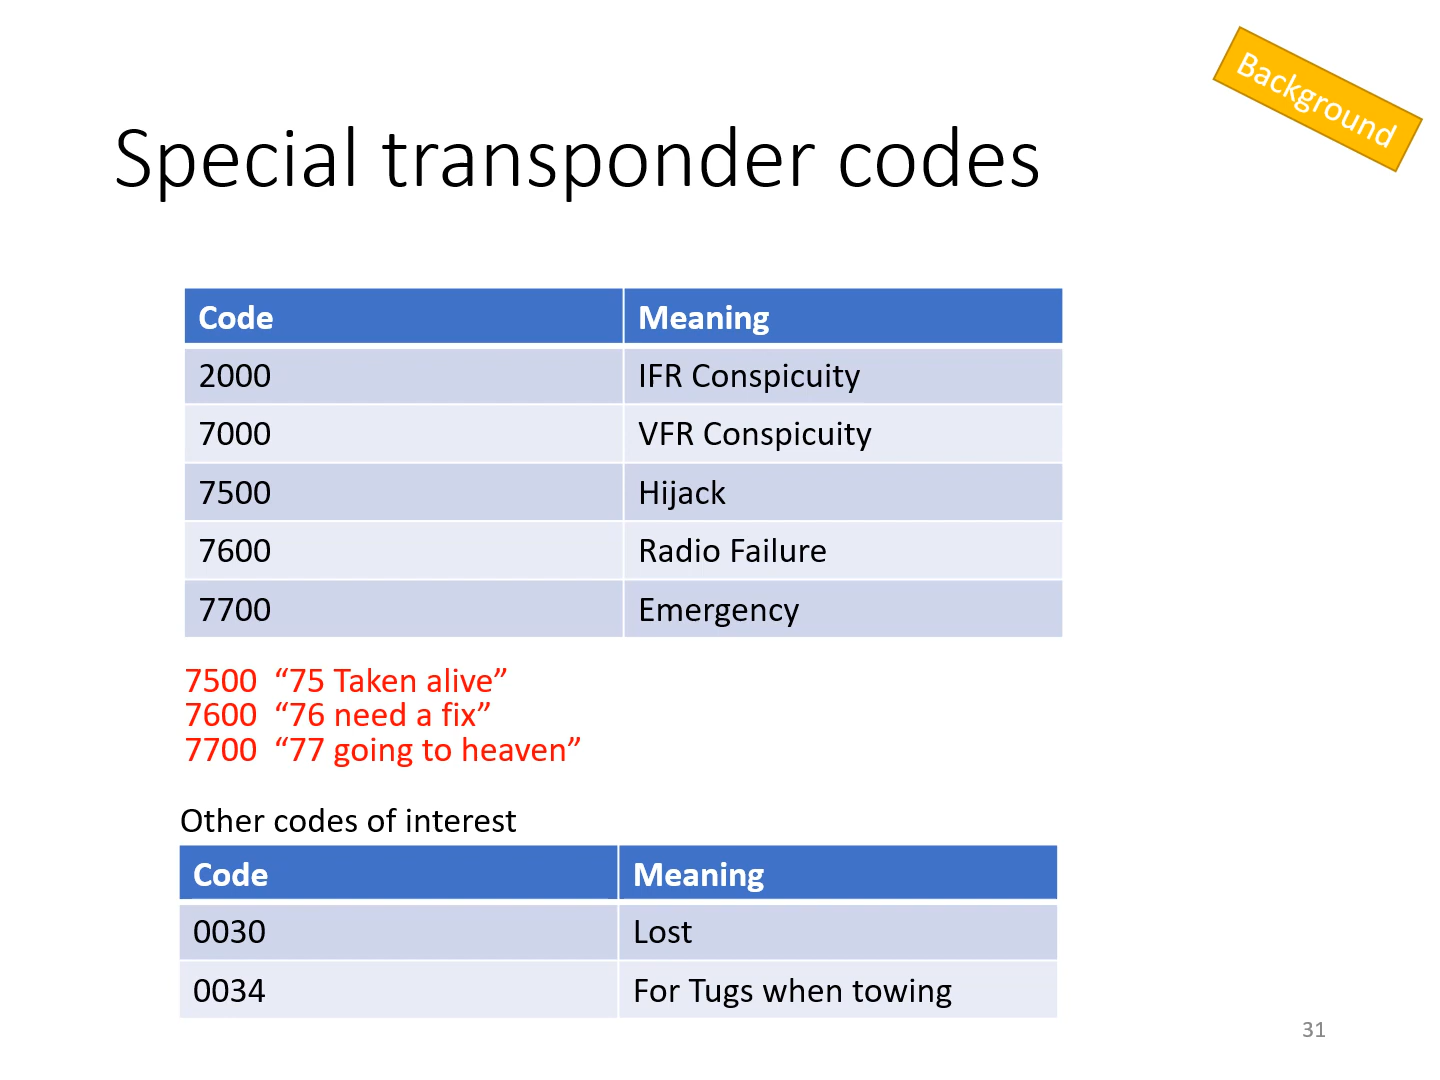 Background
Special transponder codes
Code Meaning
2000 IFR Conspicuity
7000 VFR Conspicuity
7500 Hijack
7600 Radio Failure
7700 Emergency
7500 “75 Taken alive”
7600 “76 need a fix”
7700 “77 going to heaven”
Other codes of interest
Code Meaning
0030 Lost
0034 For Tugs when towing
31